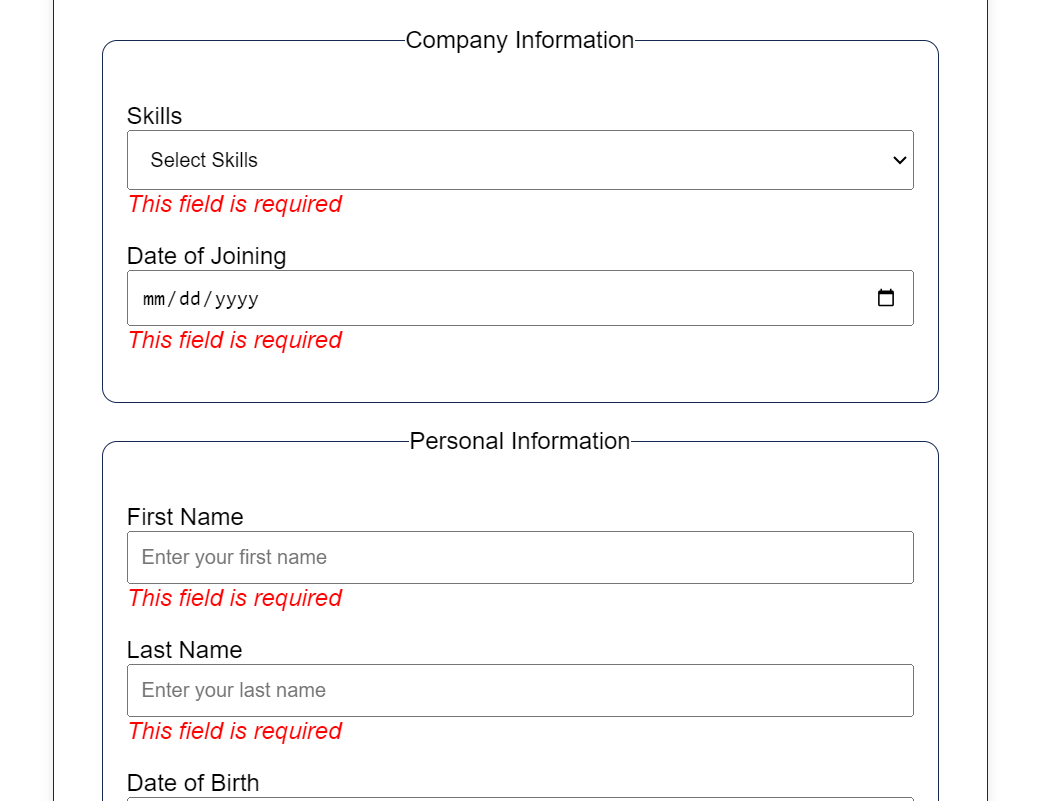 Company Information
Skills
Select Skills
This field is required
Date of Joining
mm/dd/yyyy
This field is required
Personal Information
First Name
Enter your first name
This field is required
Last Name
Enter your last name
This field is required
Date of Birth